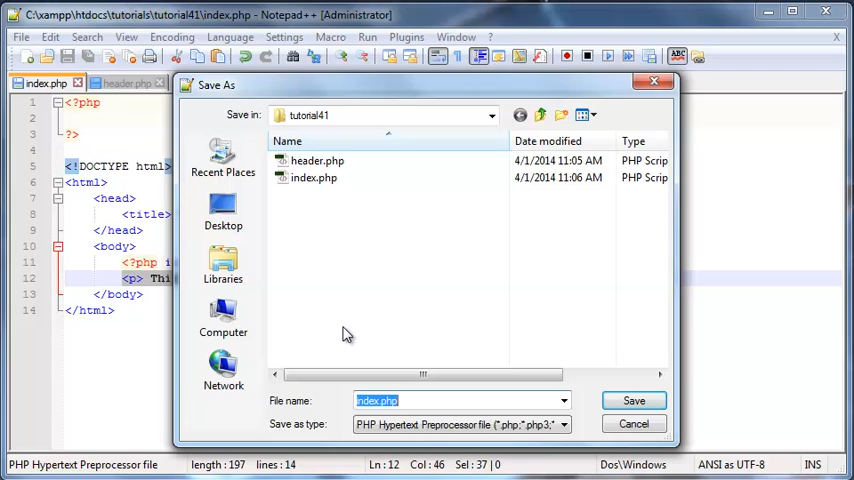 C:\xampp\htdocs\tutorials\tutorial41\index.php - Notepad++ [Administrator]
File Edit Search View Encoding Language Settings Macro Run Plugins Window ? X
index.php header.php
Save As
Save in: tutorial41
Name Date modified Type
header.php 4/1/2014 11:05 AM PHP Scrip
index.php 4/1/2014 11:06 AM PHP Scrip
Recent Places
Desktop
Libraries
Computer
Network
File name: index.php Save
Save as type: PHP Hypertext Preprocessor file (*.php;*.php3;* Cancel
1 <?php
2
3 ?>
4
5 <!DOCTYPE html>
6 <html>
7 <head>
8 <title>
9 </head>
10 <body>
11 <?php i
12 <p> Thi
13 </body>
14 </html>
PHP Hypertext Preprocessor file length : 197 lines : 14 Ln : 12 Col : 46 Sel : 37 | 0 Dos\Windows ANSI as UTF-8 INS